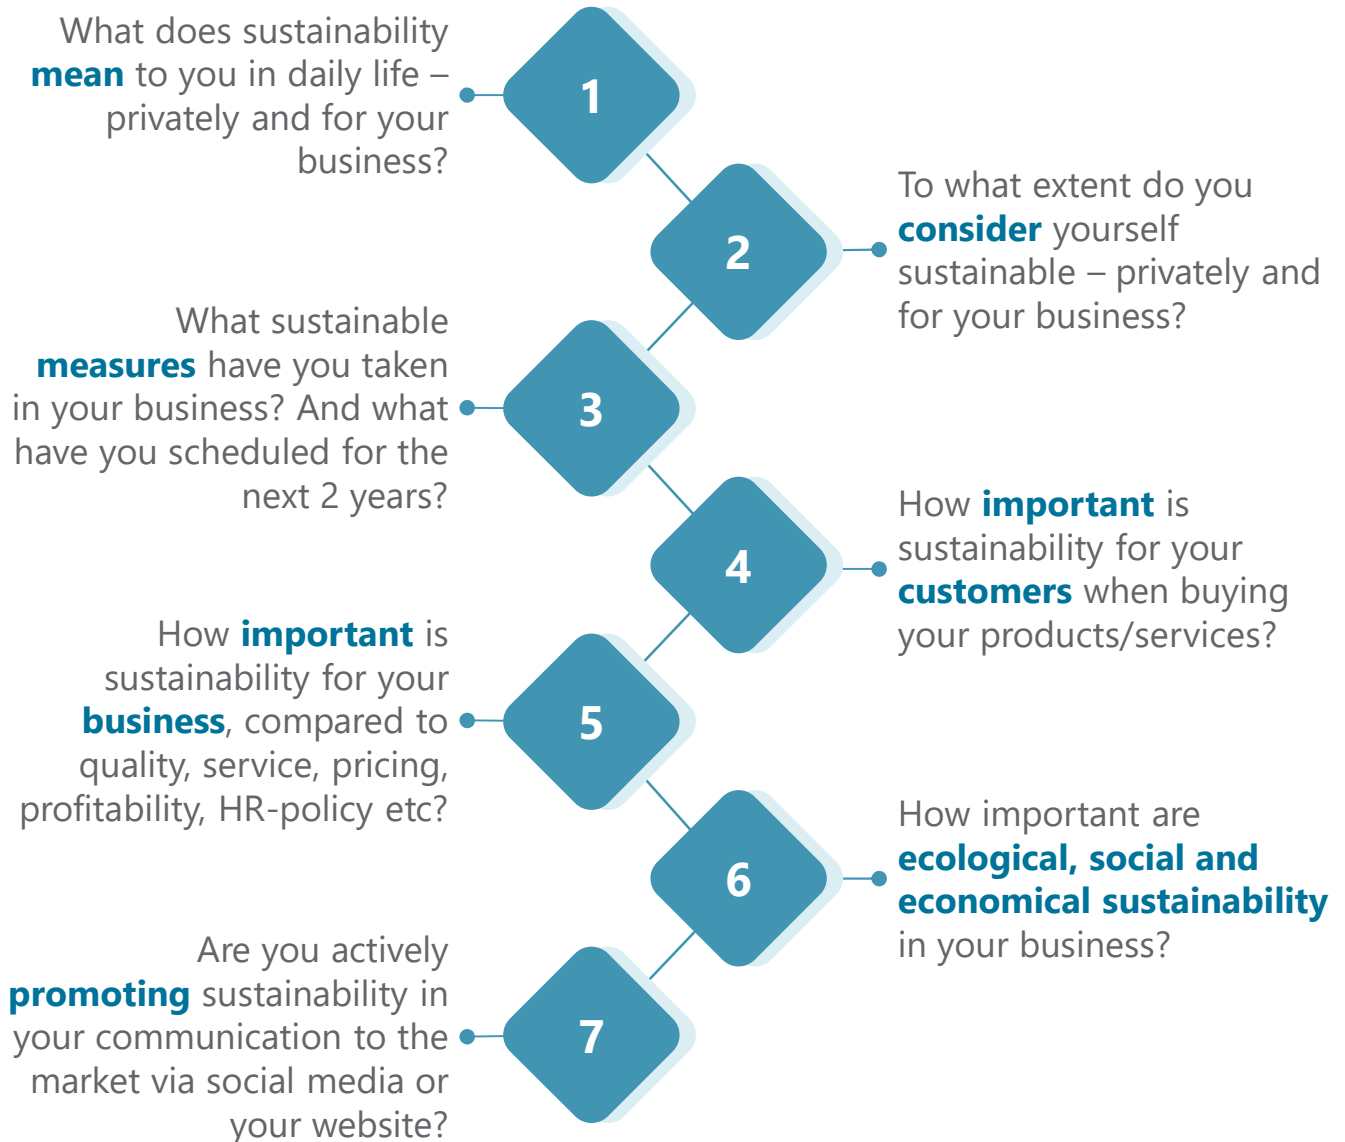 1
What does sustainability
mean to you in daily life –
privately and for your
business?
2
To what extent do you
consider yourself
sustainable – privately and
for your business?
3
What sustainable
measures have you taken
in your business? And what
have you scheduled for the
next 2 years?
4
How important is
sustainability for your
customers when buying
your products/services?
5
How important is
sustainability for your
business, compared to
quality, service, pricing,
profitability, HR-policy etc?
6
How important are
ecological, social and
economical sustainability
in your business?
7
Are you actively
promoting sustainability in
your communication to the
market via social media or
your website?